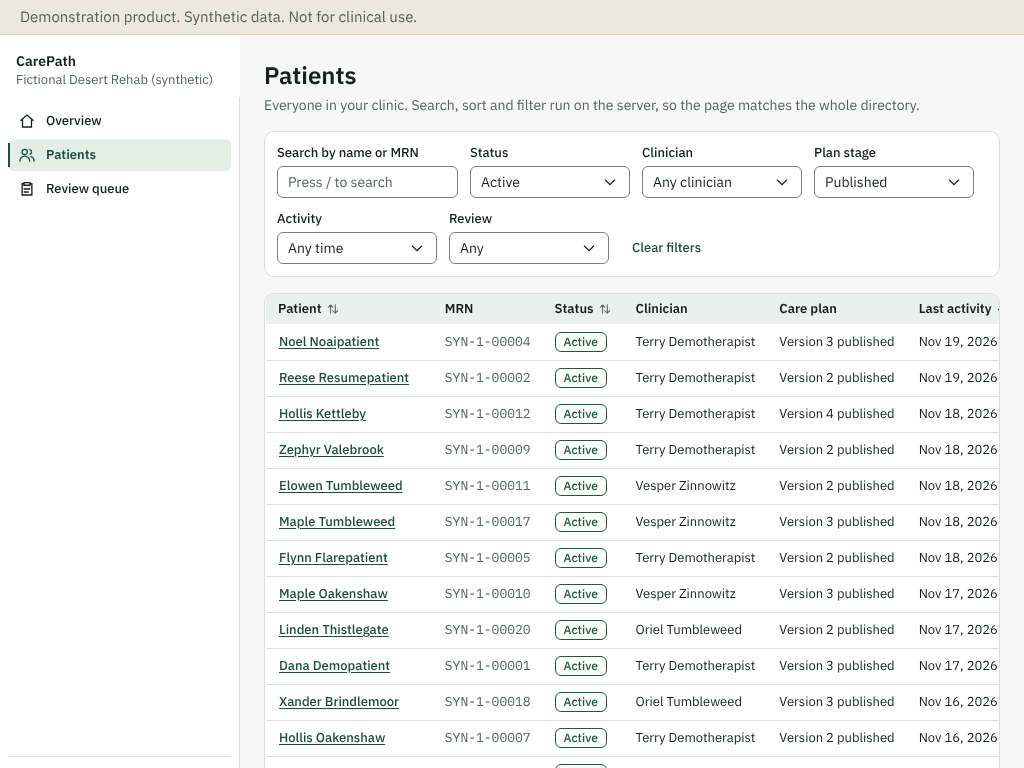 Demonstration product. Synthetic data. Not for clinical use.
CarePath
Fictional Desert Rehab (synthetic)
Overview
Patients
Review queue
Patients
Everyone in your clinic. Search, sort and filter run on the server, so the page matches the whole directory.
Search by name or MRN Status Clinician Plan stage
Press / to search Active Any clinician Published
Activity Review
Any time Any Clear filters
Patient MRN Status Clinician Care plan Last activity
Noel Noaipatient SYN-1-00004 Active Terry Demotherapist Version 3 published Nov 19, 2026
Reese Resumepatient SYN-1-00002 Active Terry Demotherapist Version 2 published Nov 19, 2026
Hollis Kettleby SYN-1-00012 Active Terry Demotherapist Version 4 published Nov 18, 2026
Zephyr Valebrook SYN-1-00009 Active Terry Demotherapist Version 2 published Nov 18, 2026
Elowen Tumbleweed SYN-1-00011 Active Vesper Zinnowitz Version 2 published Nov 18, 2026
Maple Tumbleweed SYN-1-00017 Active Vesper Zinnowitz Version 3 published Nov 18, 2026
Flynn Flarepatient SYN-1-00005 Active Terry Demotherapist Version 2 published Nov 18, 2026
Maple Oakenshaw SYN-1-00010 Active Vesper Zinnowitz Version 3 published Nov 17, 2026
Linden Thistlegate SYN-1-00020 Active Oriel Tumbleweed Version 2 published Nov 17, 2026
Dana Demopatient SYN-1-00001 Active Terry Demotherapist Version 3 published Nov 17, 2026
Xander Brindlemoor SYN-1-00018 Active Oriel Tumbleweed Version 3 published Nov 16, 2026
Hollis Oakenshaw SYN-1-00007 Active Terry Demotherapist Version 2 published Nov 16, 2026